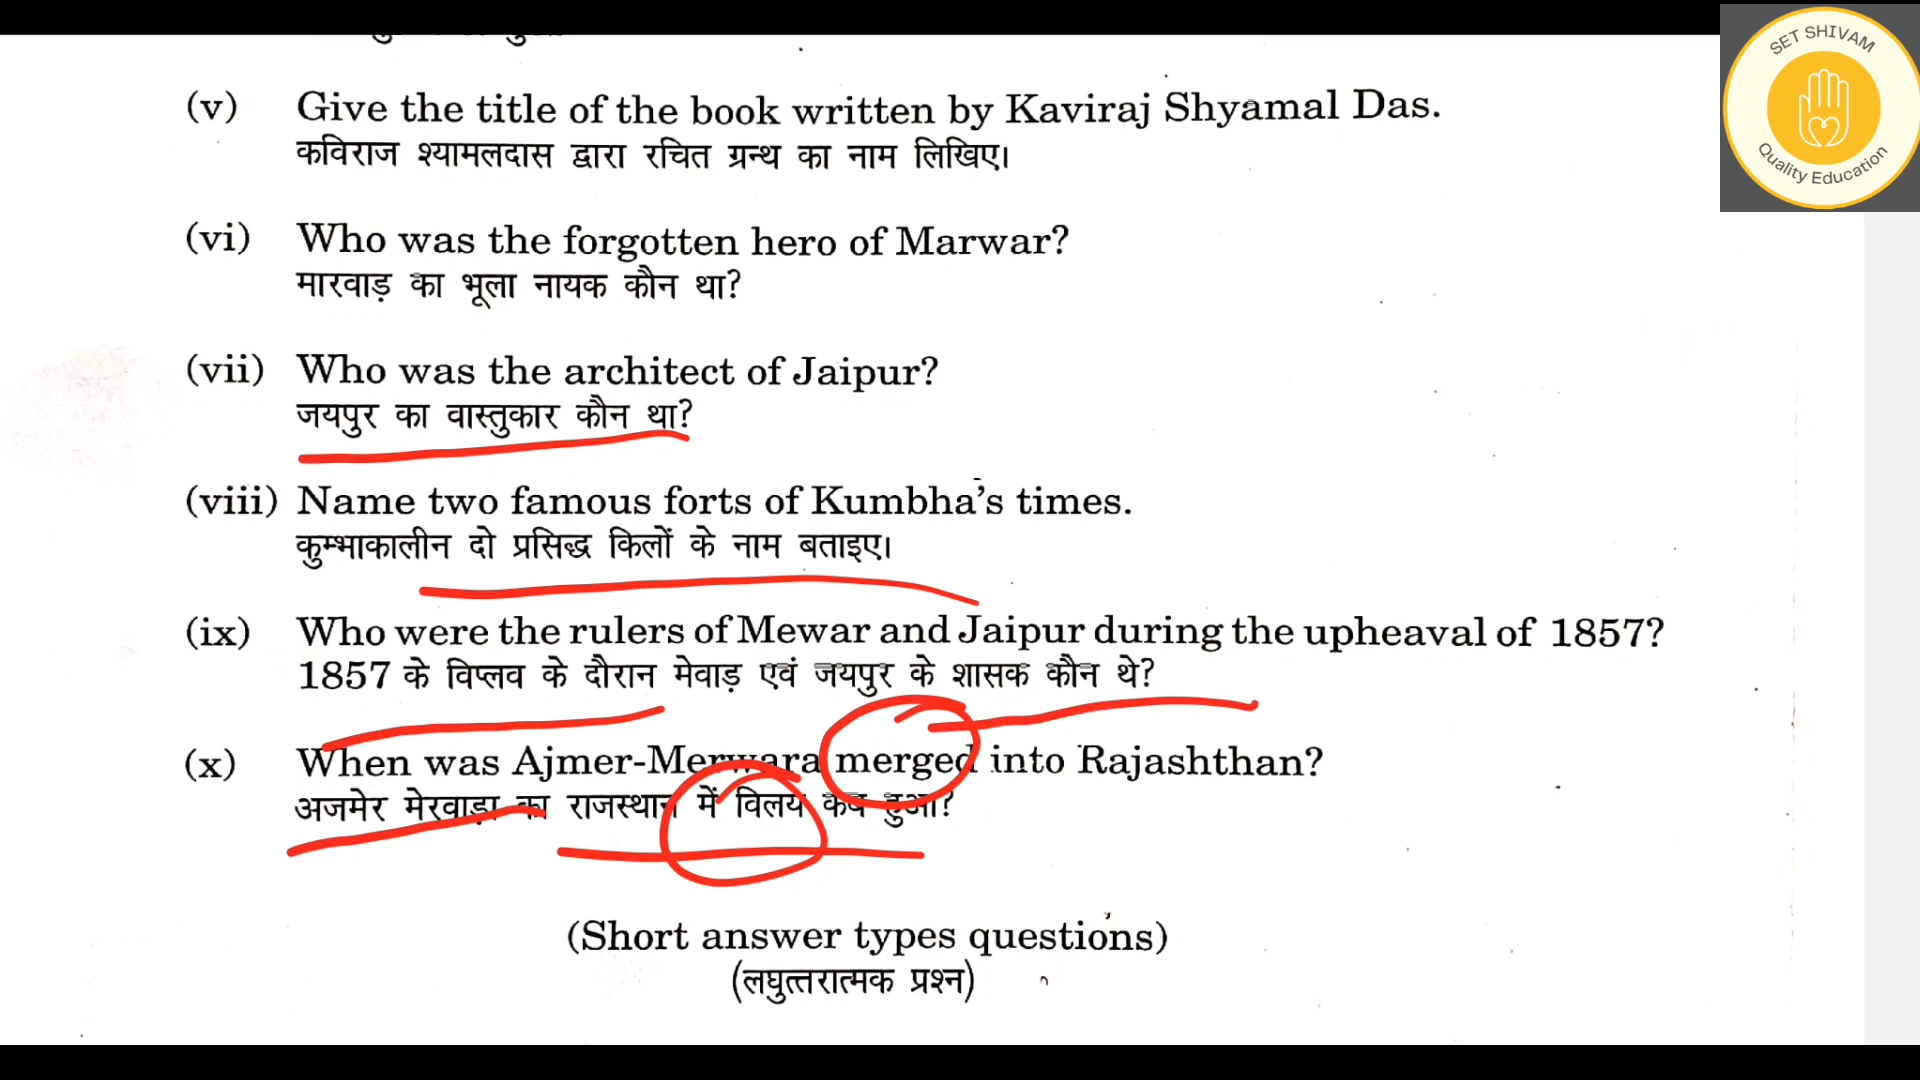 SET SHIVAM
Quality Education
(v) Give the title of the book written by Kaviraj Shyamal Das.
कविराज श्यामलदास द्वारा रचित ग्रन्थ का नाम लिखिए।
(vi) Who was the forgotten hero of Marwar?
मारवाड़ का भूला नायक कौन था?
(vii) Who was the architect of Jaipur?
जयपुर का वास्तुकार कौन था?
(viii) Name two famous forts of Kumbha's times.
कुम्भाकालीन दो प्रसिद्ध किलों के नाम बताइए।
(ix) Who were the rulers of Mewar and Jaipur during the upheaval of 1857?
1857 के विप्लव के दौरान मेवाड़ एवं जयपुर के शासक कौन थे?
(x) When was Ajmer-Merwara merged into Rajashthan?
अजमेर मेरवाड़ा का राजस्थान में विलय कब हुआ?
(Short answer types questions)
(लघुत्तरात्मक प्रश्न)